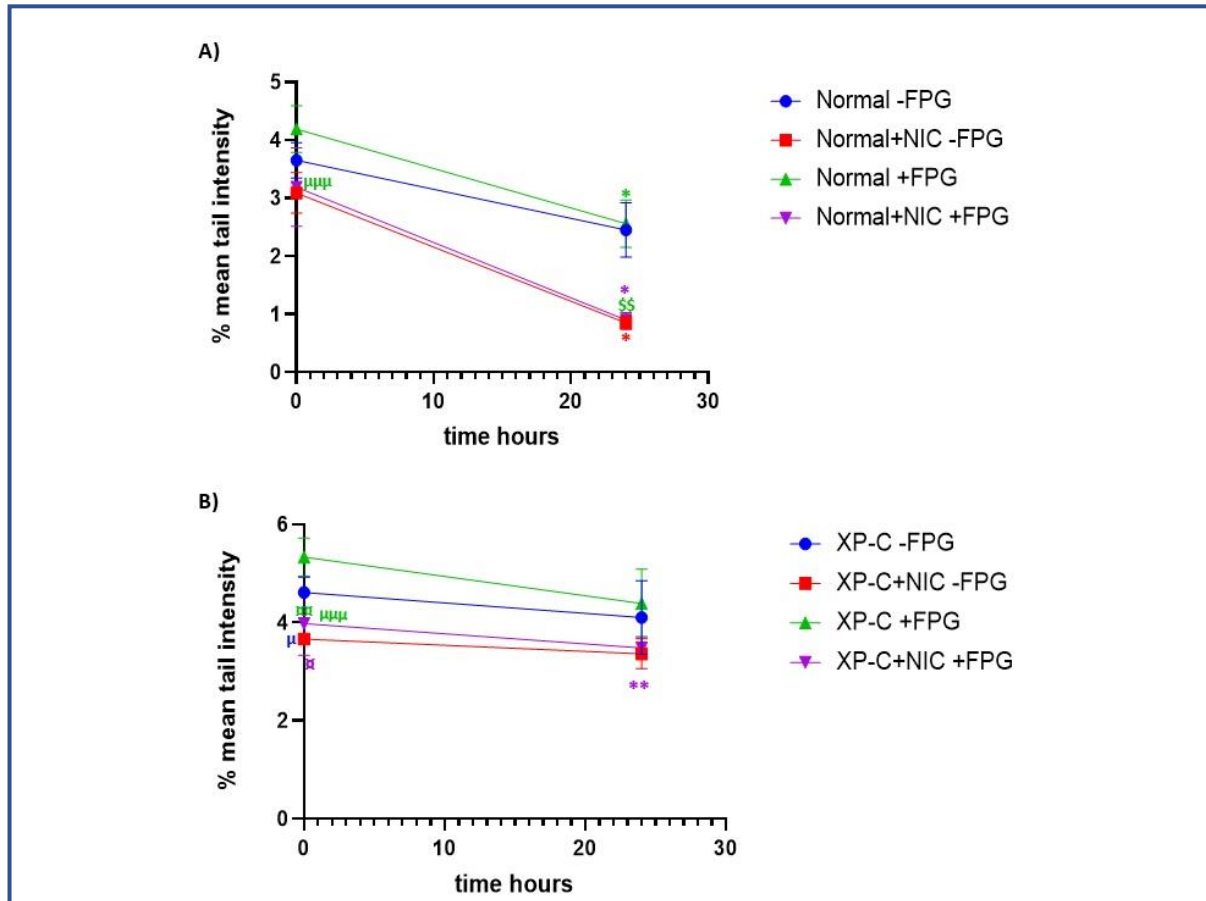 A)
5
4
3
2
1
0
% mean tail intensity
μμμ
*
*
$$
*
0
10
20
30
time hours
Normal -FPG
Normal+NIC -FPG
Normal +FPG
Normal+NIC +FPG
B)
6
4
2
0
% mean tail intensity
¤¤ μμμ
μ
¤
**
0
10
20
30
time hours
XP-C -FPG
XP-C+NIC -FPG
XP-C +FPG
XP-C+NIC +FPG